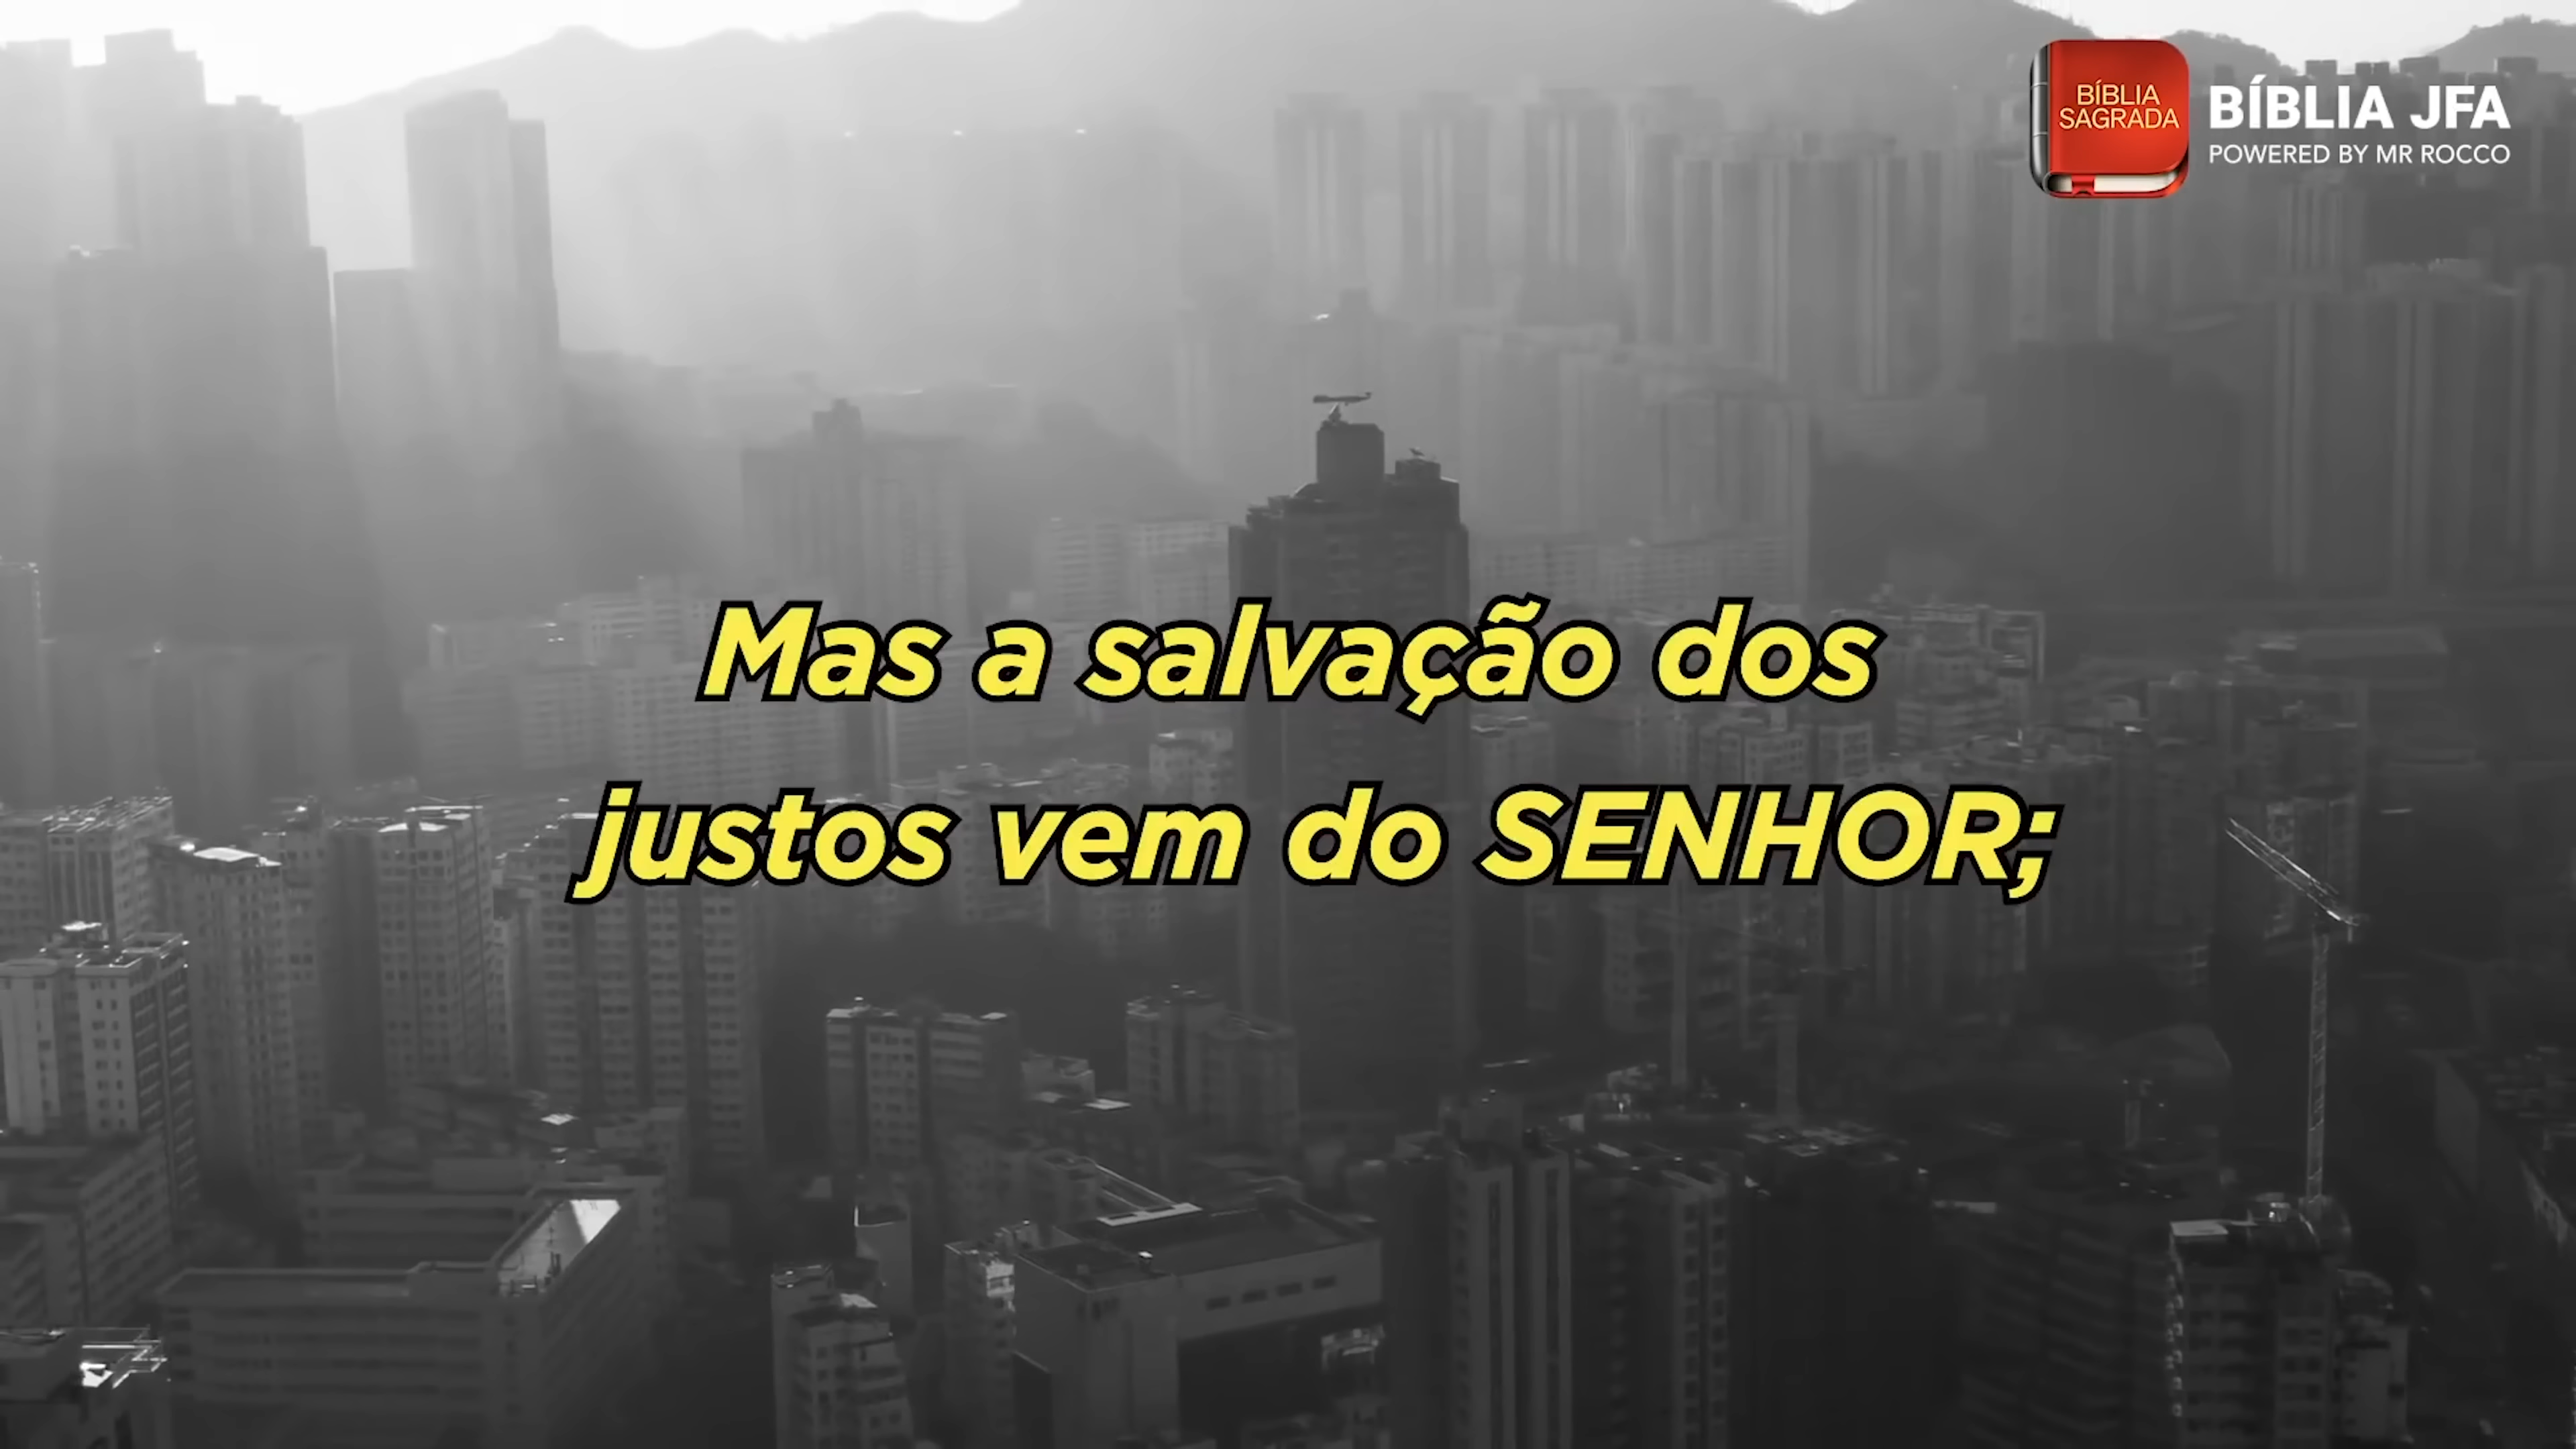 BÍBLIA
SAGRADA
BÍBLIA JFA
POWERED BY MR ROCCO
Mas a salvação dos
justos vem do SENHOR;